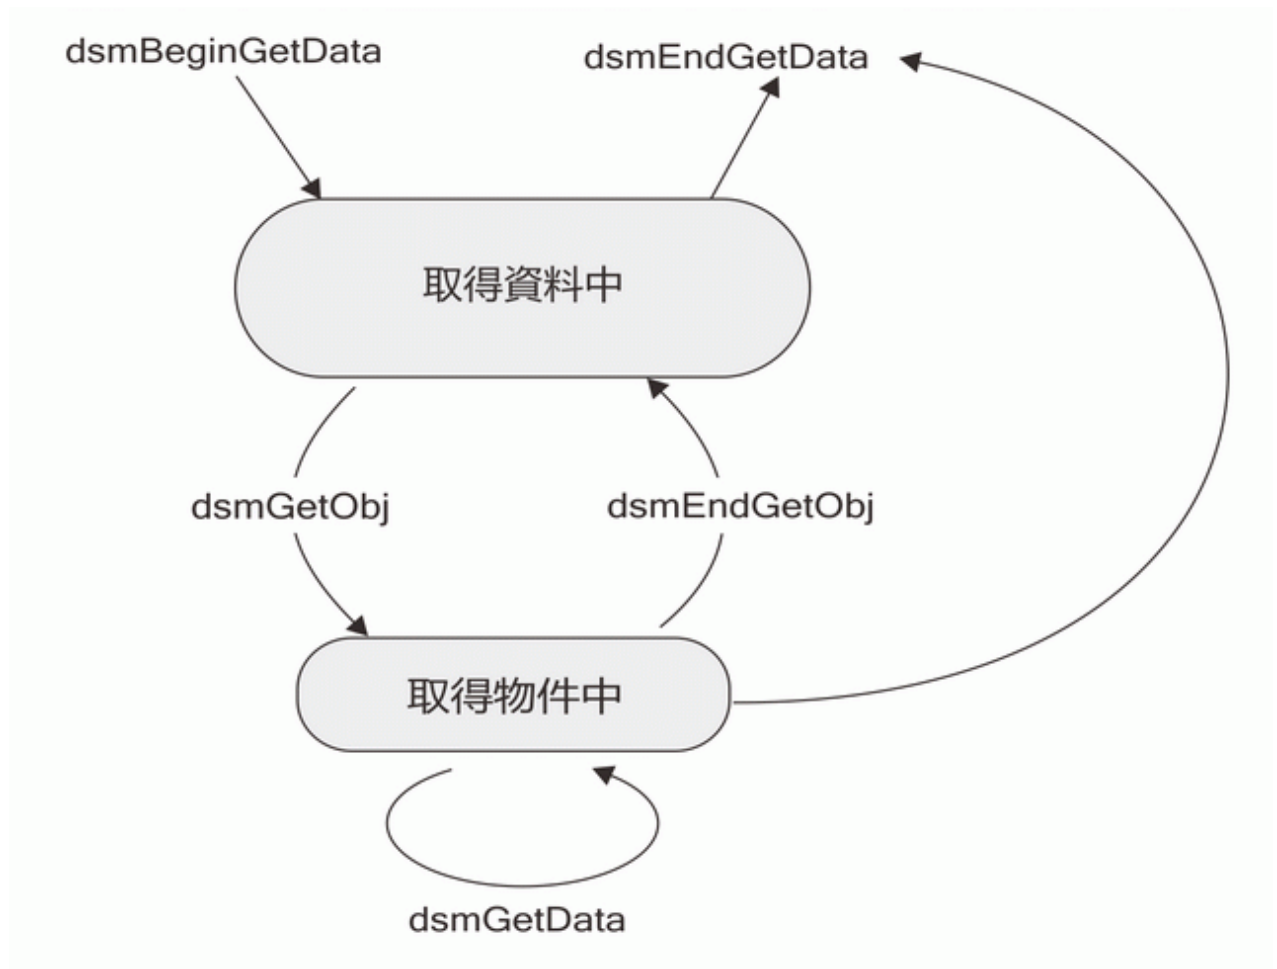 dsmBeginGetData
dsmEndGetData
取得資料中
dsmGetObj
dsmEndGetObj
取得物件中
dsmGetData